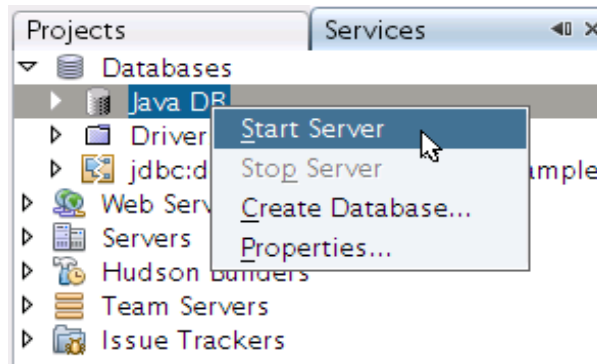 Projects Services
Databases
Java DB
Start Server
Driver
Stop Server
jdbc:d ample
Create Database...
Web Serv
Properties...
Servers
Hudson Builders
Team Servers
Issue Trackers